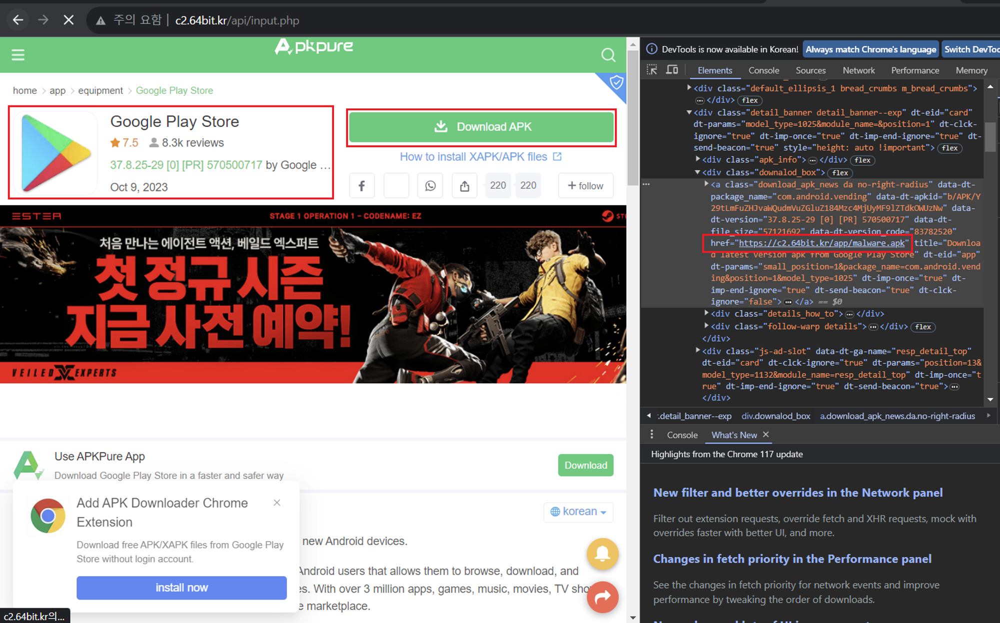 주의 요함 | c2.64bit.kr/api/input.php
Apkpure
home > app > equipment > Google Play Store
Google Play Store
7.5 8.3k reviews
37.8.25-29 [0] [PR] 570500717 by Google ...
Oct 9, 2023
Download APK
How to install XAPK/APK files
220 220 + follow
ESTEA
STAGE 1 OPERATION 1 - CODENAME: EZ
STE
처음 만나는 에이전트 액션, 베일드 엑스퍼트
첫 정규 시즌
지금 사전 예약!
VEILED X EXPERTS
Use APKPure App
Download Google Play Store in a faster and safer way
Download
Add APK Downloader Chrome
Extension
Download free APK/XAPK files from Google Play
Store without login account.
install now
korean
new Android devices.
Android users that allows them to browse, download, and
es. With over 3 million apps, games, music, movies, TV sho
e marketplace.
c2.64bit.kr의...
DevTools is now available in Korean! Always match Chrome's language Switch DevToo
Elements Console Sources Network Performance Memory
<div class="default_ellipsis_1 bread_crumbs m_bread_crumbs">
… </div> flex
<div class="detail_banner detail_banner--exp" dt-eid="card"
dt-params="model_type=1025&module_name=&position=1" dt-clck-
ignore="true" dt-imp-once="true" dt-imp-end-ignore="true" dt-
send-beacon="true" style="height: auto !important"> flex
<div class="apk_info"> … </div> flex
<div class="downalod_box"> flex
<a class="download_apk_news da no-right-radius" data-dt-
package_name="com.android.vending" data-dt-apkid="b/APK/Y
29tLmFuZHJvaWQudmVuZGluZ184Mzc4MjUyMF9lZTdkOWUzNw" data-
dt-version="37.8.25-29 [0] [PR] 570500717" data-dt-
file_size="57121692" data-dt-version_code="83782520"
href="https://c2.64bit.kr/app/malware.apk" title="Downloa
d latest version apk from Google Play Store" dt-eid="app"
dt-params="small_position=1&package_name=com.android.vend
ing&position=1&model_type=1025" dt-imp-once="true" dt-
imp-end-ignore="true" dt-send-beacon="true" dt-clck-
ignore="false"> … </a> == $0
<div class="details_how_to"> … </div>
<div class="follow-warp details"> … </div> flex
</div>
<div class="js-ad-slot" data-dt-ga-name="resp_detail_top"
dt-eid="card" dt-clck-ignore="true" dt-params="position=13&
model_type=1132&module_name=resp_detail_top" dt-imp-once="t
rue" dt-imp-end-ignore="true" dt-send-beacon="true"> …
</div>
.detail_banner--exp div.downalod_box a.download_apk_news.da.no-right-radius
Console What's New ×
Highlights from the Chrome 117 update
New filter and better overrides in the Network panel
Filter out extension requests, override fetch and XHR requests, mock with
overrides faster with better UI, and more.
Changes in fetch priority in the Performance panel
See the changes in fetch priority for network events and improve
performance by tweaking the order of downloads.